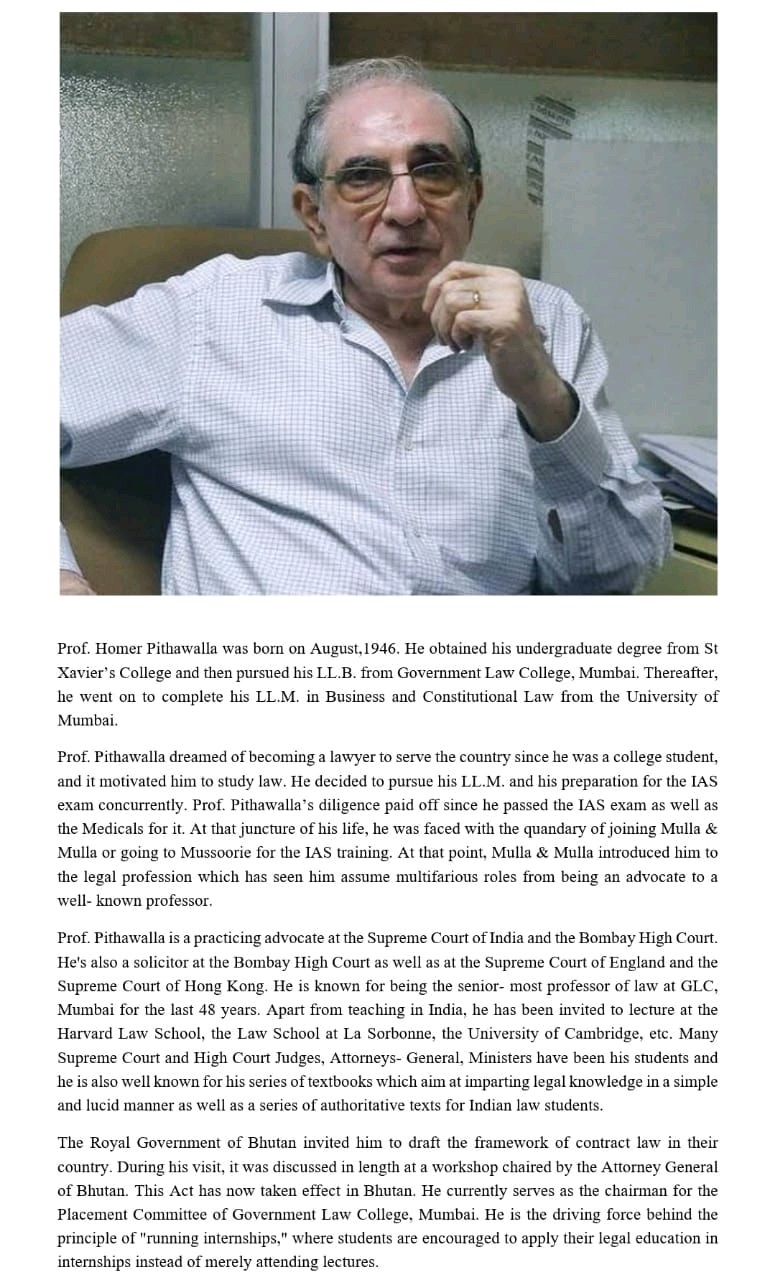 Prof. Homer Pithawalla was born on August,1946. He obtained his undergraduate degree from St
Xavier’s College and then pursued his LL.B. from Government Law College, Mumbai. Thereafter,
he went on to complete his LL.M. in Business and Constitutional Law from the University of
Mumbai.
Prof. Pithawalla dreamed of becoming a lawyer to serve the country since he was a college student,
and it motivated him to study law. He decided to pursue his LL.M. and his preparation for the IAS
exam concurrently. Prof. Pithawalla’s diligence paid off since he passed the IAS exam as well as
the Medicals for it. At that juncture of his life, he was faced with the quandary of joining Mulla &
Mulla or going to Mussoorie for the IAS training. At that point, Mulla & Mulla introduced him to
the legal profession which has seen him assume multifarious roles from being an advocate to a
well- known professor.
Prof. Pithawalla is a practicing advocate at the Supreme Court of India and the Bombay High Court.
He's also a solicitor at the Bombay High Court as well as at the Supreme Court of England and the
Supreme Court of Hong Kong. He is known for being the senior- most professor of law at GLC,
Mumbai for the last 48 years. Apart from teaching in India, he has been invited to lecture at the
Harvard Law School, the Law School at La Sorbonne, the University of Cambridge, etc. Many
Supreme Court and High Court Judges, Attorneys- General, Ministers have been his students and
he is also well known for his series of textbooks which aim at imparting legal knowledge in a simple
and lucid manner as well as a series of authoritative texts for Indian law students.
The Royal Government of Bhutan invited him to draft the framework of contract law in their
country. During his visit, it was discussed in length at a workshop chaired by the Attorney General
of Bhutan. This Act has now taken effect in Bhutan. He currently serves as the chairman for the
Placement Committee of Government Law College, Mumbai. He is the driving force behind the
principle of "running internships," where students are encouraged to apply their legal education in
internships instead of merely attending lectures.